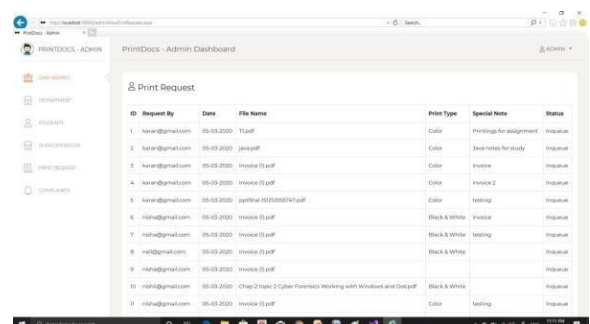 PrintDocs - Admin
PRINTDOCS - ADMIN
PrintDocs - Admin Dashboard
ADMIN
DASHBOARD
DEPARTMENT
STUDENTS
SHOP OPERATOR
PRINT REQUEST
COMPLAINTS
Print Request
ID Request By Date File Name Print Type Special Note Status
1 karan@gmail.com 05-03-2020 T1.pdf Color Printings for assignment Inqueue
2 karan@gmail.com 05-03-2020 java.pdf Color Java notes for study Inqueue
3 karan@gmail.com 05-03-2020 Invoice (1).pdf Color invoice Inqueue
4 karan@gmail.com 05-03-2020 Invoice (1).pdf Color invoice 2 Inqueue
5 karan@gmail.com 05-03-2020 Color testing Inqueue
6 nisha@gmail.com 05-03-2020 Invoice (1).pdf Black & White invoice Inqueue
7 nisha@gmail.com 05-03-2020 Invoice (1).pdf Black & White testing Inqueue
8 neil@gmail.com 05-03-2020 Invoice (1).pdf Black & White Inqueue
9 nisha@gmail.com 05-03-2020 Invoice (1).pdf Inqueue
10 nishk@gmail.com 05-03-2020 Chap 2 topic 2 Cyber Forensics Working with Windows and Dos.pdf Black & White Inqueue
11 nisha@gmail.com 05-03-2020 Invoice (1).pdf Color testing Inqueue
11:11 PM